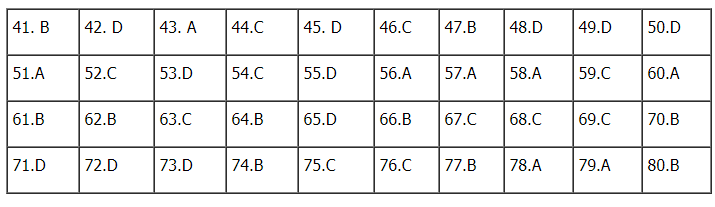 41. B 42. D 43. A 44.C 45. D 46.C 47.B 48.D 49.D 50.D
51.A 52.C 53.D 54.C 55.D 56.A 57.A 58.A 59.C 60.A
61.B 62.B 63.C 64.B 65.D 66.B 67.C 68.C 69.C 70.B
71.D 72.D 73.D 74.B 75.C 76.C 77.B 78.A 79.A 80.B